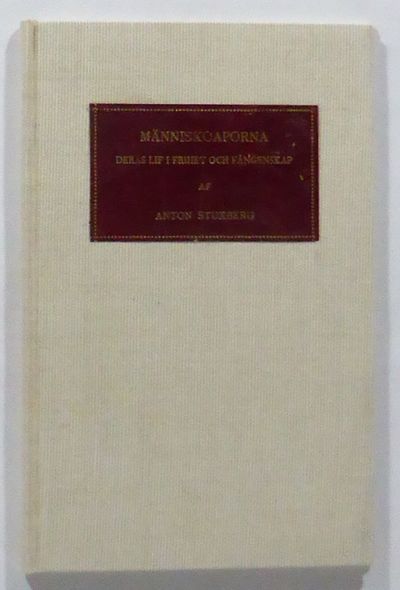 MÄNNISKOAPORNA
DERAS LIF I FRIHET OCH FÅNGENSKAP
AF
ANTON STUXBERG